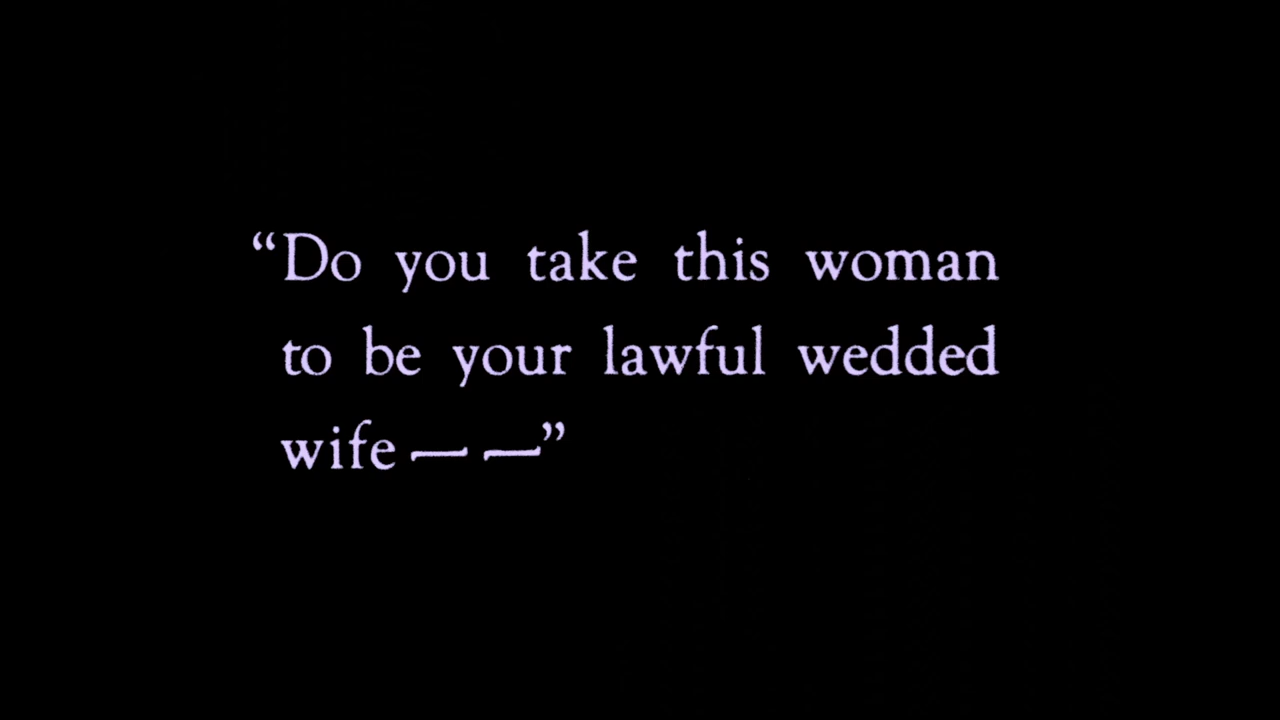 “Do you take this woman
to be your lawful wedded
wife — —”